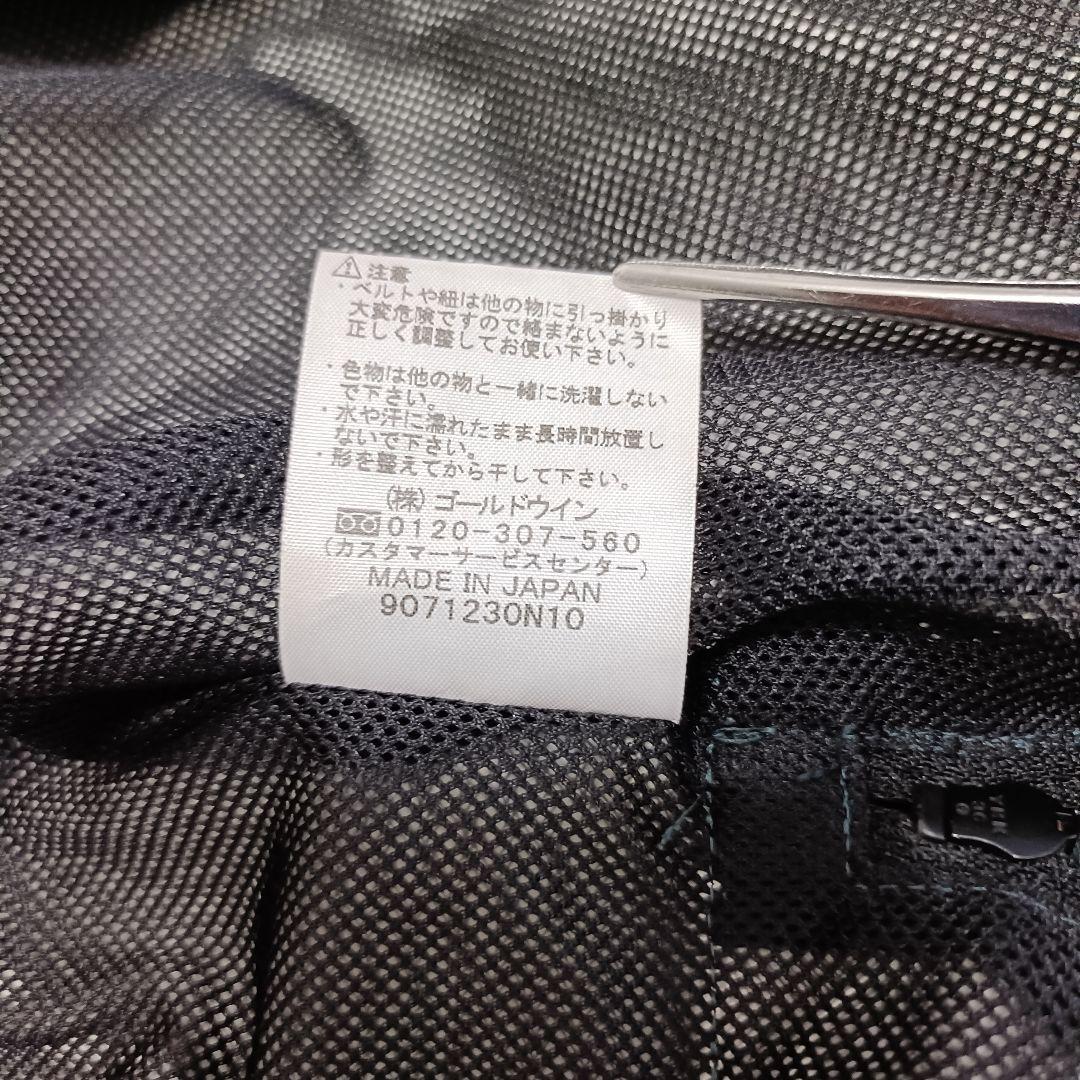 ⚠注意
・ベルトや紐は他の物に引っ掛かり
大変危険ですので絡まないように
正しく調整してお使い下さい。
・色物は他の物と一緒に洗濯しない
で下さい。
・水や汗に濡れたまま長時間放置し
ないで下さい。
・形を整えてから干して下さい。
(株)ゴールドウイン
0120-307-560
(カスタマーサービスセンター)
MADE IN JAPAN
9071230N10